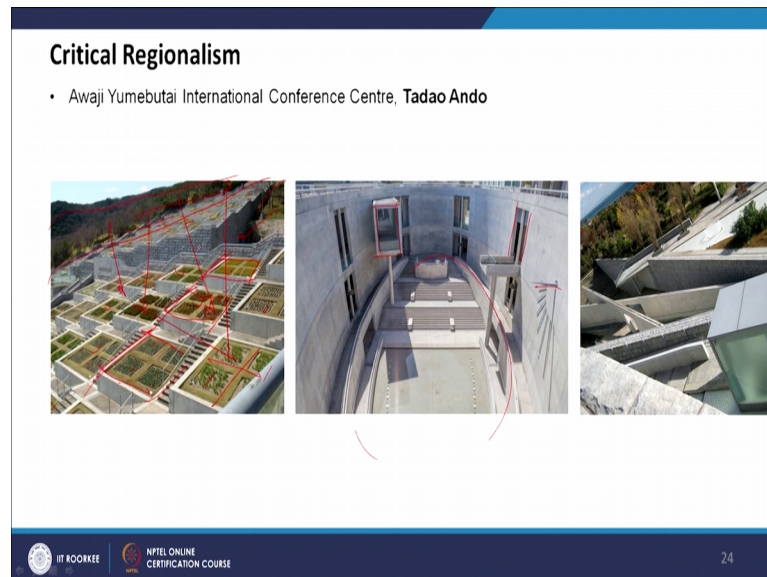 Critical Regionalism
• Awaji Yumebutai International Conference Centre, Tadao Ando
IIT ROORKEE
NPTEL ONLINE
CERTIFICATION COURSE
24